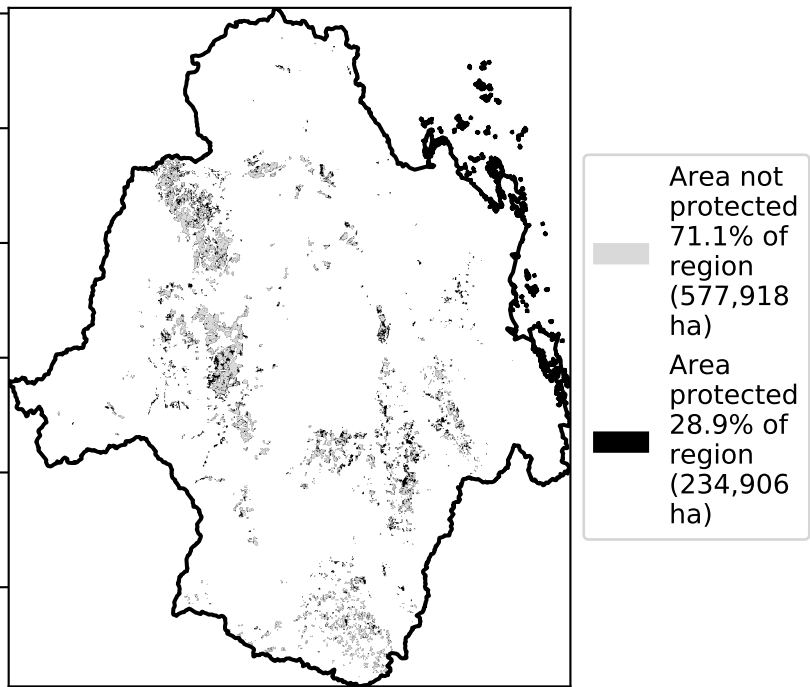 Area not
protected
71.1% of
region
(577,918
ha)
Area
protected
28.9% of
region
(234,906
ha)